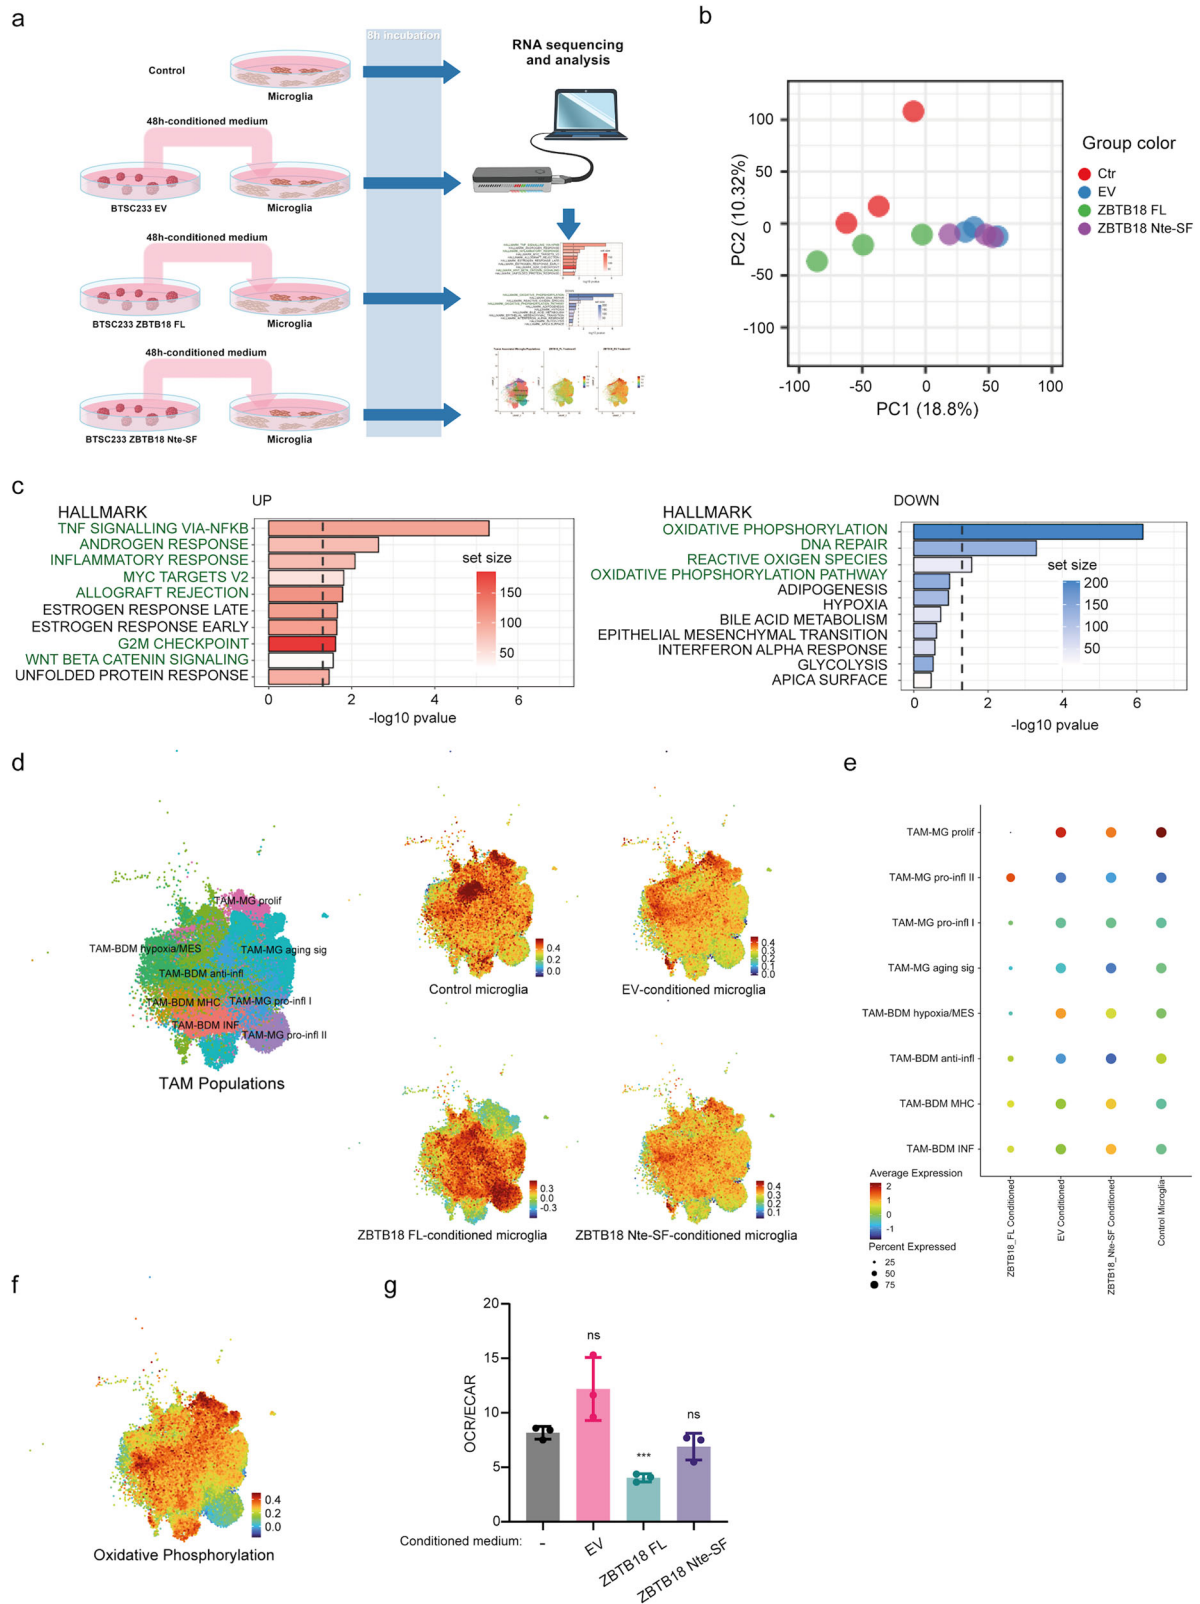 a
8h incubation
RNA sequencing
and analysis
Control
Microglia
48h-conditioned medium
BTSC233 EV
Microglia
48h-conditioned medium
BTSC233 ZBTB18 FL
Microglia
48h-conditioned medium
BTSC233 ZBTB18 Nte-SF
Microglia
b
100
50
0
-50
-100
PC2 (10.32%)
-100
-50
0
50
100
PC1 (18.8%)
Group color
Ctr
EV
ZBTB18 FL
ZBTB18 Nte-SF
c
UP
HALLMARK
TNF SIGNALLING VIA-NFKB
ANDROGEN RESPONSE
INFLAMMATORY RESPONSE
MYC TARGETS V2
ALLOGRAFT REJECTION
ESTROGEN RESPONSE LATE
ESTROGEN RESPONSE EARLY
G2M CHECKPOINT
WNT BETA CATENIN SIGNALING
UNFOLDED PROTEIN RESPONSE
set size
150
100
50
0
2
4
6
-log10 pvalue
DOWN
HALLMARK
OXIDATIVE PHOPSHORYLATION
DNA REPAIR
REACTIVE OXIGEN SPECIES
OXIDATIVE PHOPSHORYLATION PATHWAY
ADIPOGENESIS
HYPOXIA
BILE ACID METABOLISM
EPITHELIAL MESENCHYMAL TRANSITION
INTERFERON ALPHA RESPONSE
GLYCOLYSIS
APICA SURFACE
set size
200
150
100
50
0
2
4
6
-log10 pvalue
d
TAM-MG prolif
TAM-BDM hypoxia/MES
TAM-MG aging sig
TAM-BDM anti-infl
TAM-BDM MHC
TAM-MG pro-infl I
TAM-BDM INF
TAM-MG pro-infl II
TAM Populations
0.4
0.2
0.0
Control microglia
0.4
0.3
0.2
0.1
0.0
EV-conditioned microglia
0.3
0.0
-0.3
ZBTB18 FL-conditioned microglia
0.4
0.3
0.2
0.1
ZBTB18 Nte-SF-conditioned microglia
e
TAM-MG prolif
TAM-MG pro-infl II
TAM-MG pro-infl I
TAM-MG aging sig
TAM-BDM hypoxia/MES
TAM-BDM anti-infl
TAM-BDM MHC
TAM-BDM INF
Average Expression
2
1
0
-1
Percent Expressed
25
50
75
ZBTB18_FL Conditioned
EV Conditioned
ZBTB18_Nte-SF Conditioned
Control Microglia
f
0.4
0.2
0.0
Oxidative Phosphorylation
g
20
15
10
5
0
OCR/ECAR
ns
***
ns
Conditioned medium:
-
EV
ZBTB18 FL
ZBTB18 Nte-SF